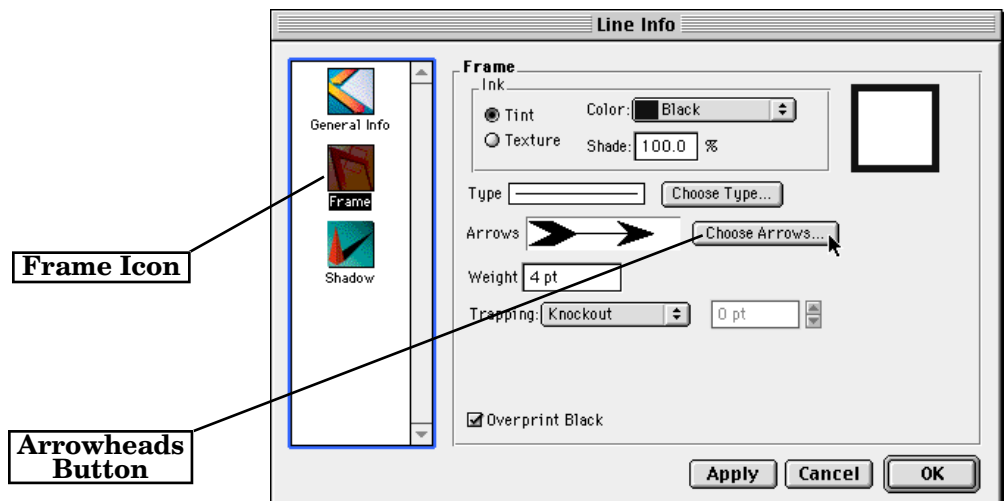 Line Info
General Info
Frame
Shadow
Frame
Ink
Tint
Texture
Color: Black
Shade: 100.0 %
Type
Choose Type...
Arrows
Choose Arrows...
Weight 4 pt
Trapping: Knockout
0 pt
Overprint Black
Apply
Cancel
OK
Frame Icon
Arrowheads
Button